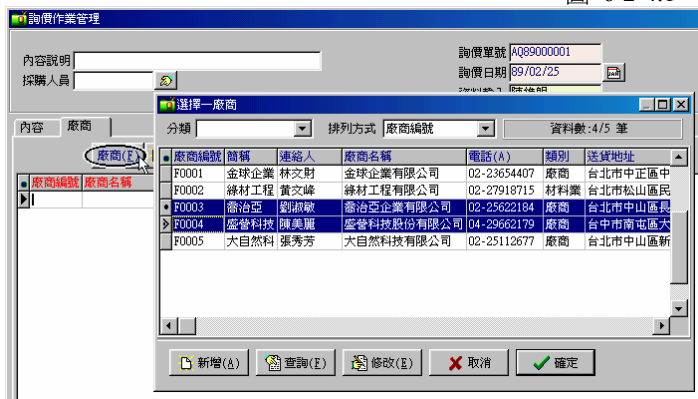 圖 6-2-4.1
詢價作業管理
內容說明
詢價單號 AQ89000001
採購人員
詢價日期 89/02/25
內容 廠商
廠商(F)
廠商編號 廠商名稱
選擇一廠商
分類 排列方式 廠商編號 資料數:4/5 筆
廠商編號 簡稱 連絡人 廠商名稱 電話(A) 類別 送貨地址
F0001 金球企業 林文財 金球企業有限公司 02-23654407 廠商 台北市中正區中
F0002 綠材工程 黃文峰 綠材工程有限公司 02-27918715 材料業 台北市松山區民
F0003 喬治亞 劉淑敏 喬治亞企業有限公司 02-25622184 廠商 台北市中山區長
F0004 盛營科技 陳美麗 盛營科技股份有限公司 04-29662179 廠商 台中市南屯區大
F0005 大自然科 張秀芳 大自然科技有限公司 02-25112677 廠商 台北市中山區新
新增(A) 查詢(F) 修改(E) 取消 確定